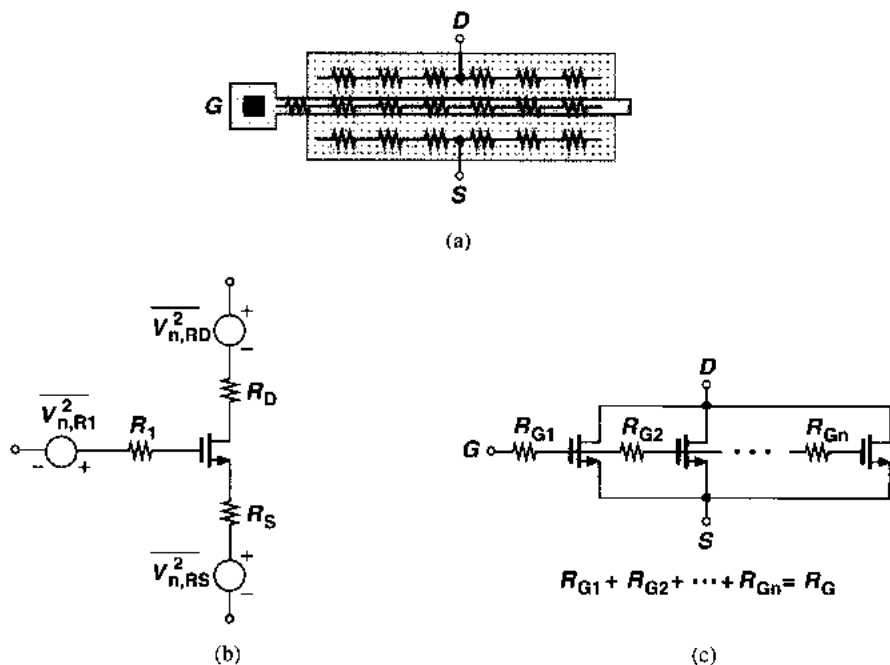 D
G
S
(a)
V²n,RD
+
−
RD
V²n,R1
R1
−
+
RS
V²n,RS
+
−
(b)
D
G
RG1
RG2
• • •
RGn
S
RG1 + RG2 + ••• + RGn = RG
(c)